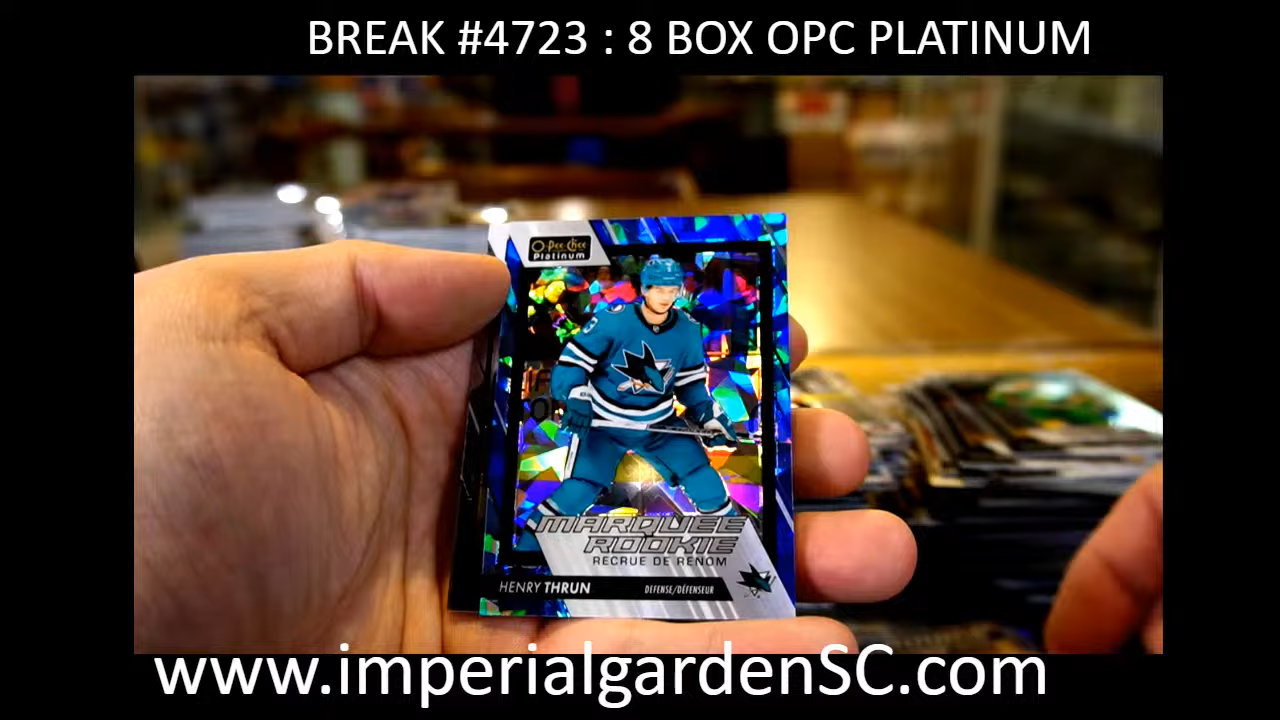 BREAK #4723 : 8 BOX OPC PLATINUM
O-Pee-Chee
Platinum
MARQUEE
ROOKIE
RECRUE DE RENOM
HENRY THRUN
DEFENSE/DÉFENSEUR
www.imperialgardenSC.com